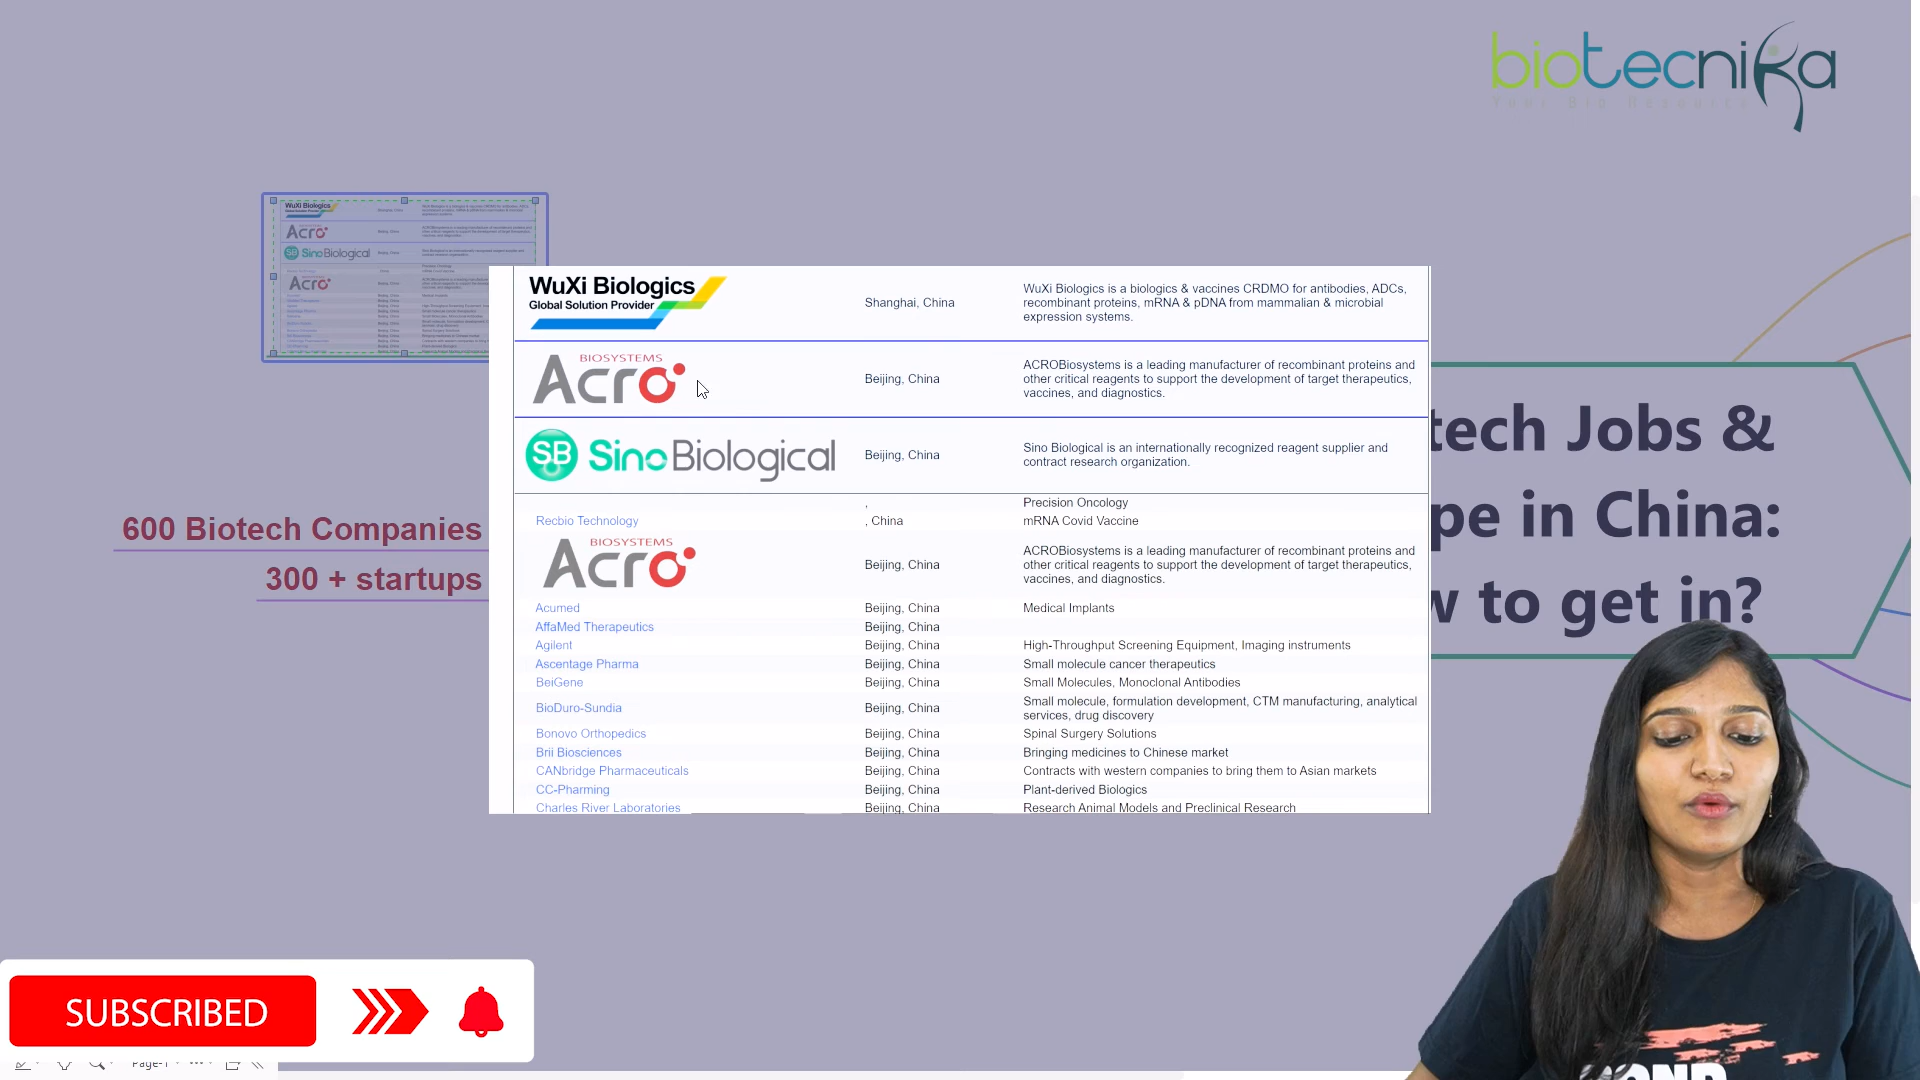 biotecnika
Your Bio Resource
WuXi Biologics
Global Solution Provider
Shanghai, China
WuXi Biologics is a biologics & vaccines CRDMO for antibodies, ADCs,
recombinant proteins, mRNA & pDNA from mammalian & microbial
expression systems.
BIOSYSTEMS
Acro
Beijing, China
ACROBiosystems is a leading manufacturer of recombinant proteins and
other critical reagents to support the development of target therapeutics,
vaccines, and diagnostics.
SB SinoBiological
Beijing, China
Sino Biological is an internationally recognized reagent supplier and
contract research organization.
, Precision Oncology
Recbio Technology , China mRNA Covid Vaccine
BIOSYSTEMS
Acro
Beijing, China
ACROBiosystems is a leading manufacturer of recombinant proteins and
other critical reagents to support the development of target therapeutics,
vaccines, and diagnostics.
Acumed Beijing, China Medical Implants
AffaMed Therapeutics Beijing, China
Agilent Beijing, China High-Throughput Screening Equipment, Imaging instruments
Ascentage Pharma Beijing, China Small molecule cancer therapeutics
BeiGene Beijing, China Small Molecules, Monoclonal Antibodies
BioDuro-Sundia Beijing, China Small molecule, formulation development, CTM manufacturing, analytical
services, drug discovery
Bonovo Orthopedics Beijing, China Spinal Surgery Solutions
Brii Biosciences Beijing, China Bringing medicines to Chinese market
CANbridge Pharmaceuticals Beijing, China Contracts with western companies to bring them to Asian markets
CC-Pharming Beijing, China Plant-derived Biologics
Charles River Laboratories Beijing, China Research Animal Models and Preclinical Research
600 Biotech Companies
300 + startups
tech Jobs &
pe in China:
w to get in?
SUBSCRIBED
Page-1